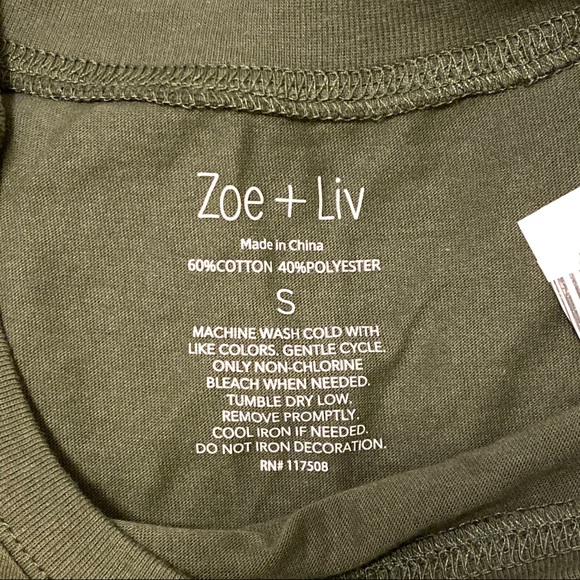 Zoe + Liv
Made in China
60%COTTON 40%POLYESTER
S
MACHINE WASH COLD WITH
LIKE COLORS. GENTLE CYCLE.
ONLY NON-CHLORINE
BLEACH WHEN NEEDED.
TUMBLE DRY LOW.
REMOVE PROMPTLY.
COOL IRON IF NEEDED.
DO NOT IRON DECORATION.
RN# 117508